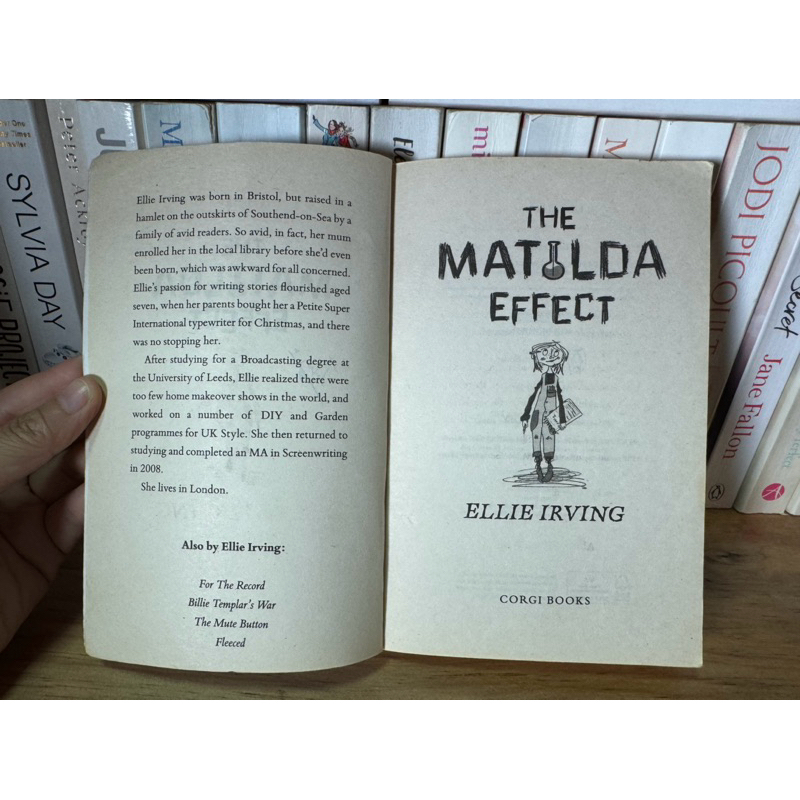 Ellie Irving was born in Bristol, but raised in a
hamlet on the outskirts of Southend-on-Sea by a
family of avid readers. So avid, in fact, her mum
enrolled her in the local library before she'd even
been born, which was awkward for all concerned.
Ellie's passion for writing stories flourished aged
seven, when her parents bought her a Petite Super
International typewriter for Christmas, and there
was no stopping her.
After studying for a Broadcasting degree at
the University of Leeds, Ellie realized there were
too few home makeover shows in the world, and
worked on a number of DIY and Garden
programmes for UK Style. She then returned to
studying and completed an MA in Screenwriting
in 2008.
She lives in London.
Also by Ellie Irving:
For The Record
Billie Templar's War
The Mute Button
Fleeced
THE
MATILDA
EFFECT
ELLIE IRVING
CORGI BOOKS
SYLVIA DAY
JODI PICOULT
Secret
Jane Fallon